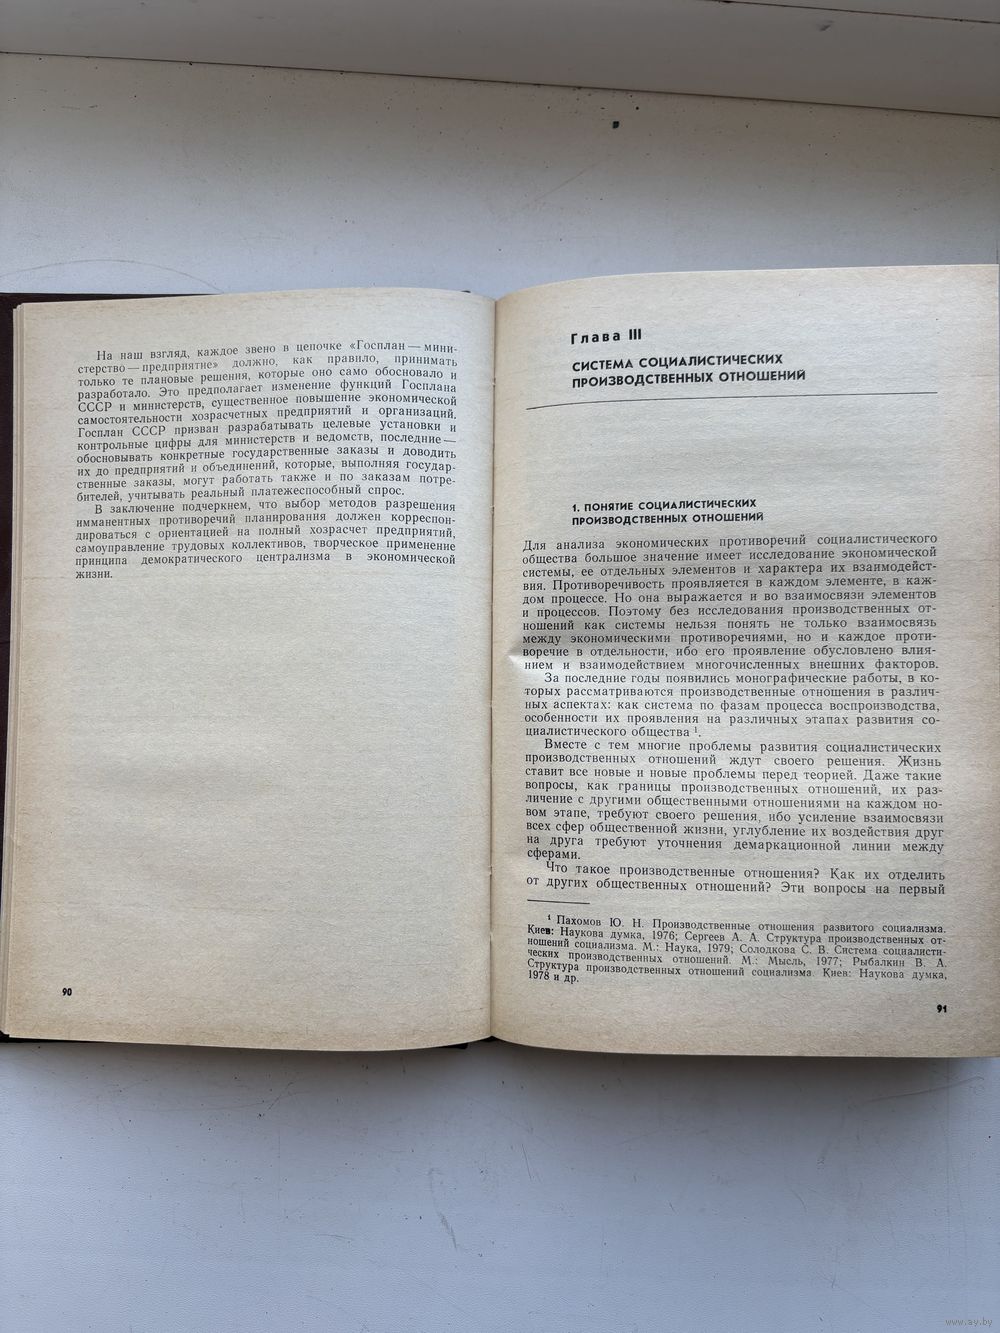 На наш взгляд, каждое звено в цепочке «Госплан — мини-
стерство — предприятие» должно, как правило, принимать
только те плановые решения, которые оно само обосновало и
разработало. Это предполагает изменение функций Госплана
СССР и министерств, существенное повышение экономической
самостоятельности хозрасчетных предприятий и организаций.
Госплан СССР призван разрабатывать целевые установки и
контрольные цифры для министерств и ведомств, последние —
обосновывать конкретные государственные заказы и доводить
их до предприятий и объединений, которые, выполняя государ-
ственные заказы, могут работать также и по заказам потре-
бителей, учитывать реальный платежеспособный спрос.
В заключение подчеркнем, что выбор методов разрешения
имманентных противоречий планирования должен корреспон-
дироваться с ориентацией на полный хозрасчет предприятий,
самоуправление трудовых коллективов, творческое применение
принципа демократического централизма в экономической
жизни.
90
Глава III
СИСТЕМА СОЦИАЛИСТИЧЕСКИХ
ПРОИЗВОДСТВЕННЫХ ОТНОШЕНИЙ
1. ПОНЯТИЕ СОЦИАЛИСТИЧЕСКИХ
ПРОИЗВОДСТВЕННЫХ ОТНОШЕНИЙ
Для анализа экономических противоречий социалистического
общества большое значение имеет исследование экономической
системы, ее отдельных элементов и характера их взаимодейст-
вия. Противоречивость проявляется в каждом элементе, в каж-
дом процессе. Но она выражается и во взаимосвязи элементов
и процессов. Поэтому без исследования производственных от-
ношений как системы нельзя понять не только взаимосвязь
между экономическими противоречиями, но и каждое проти-
воречие в отдельности, ибо его проявление обусловлено влия-
нием и взаимодействием многочисленных внешних факторов.
За последние годы появились монографические работы, в ко-
торых рассматриваются производственные отношения в различ-
ных аспектах: как система по фазам процесса воспроизводства,
особенности их проявления на различных этапах развития со-
циалистического общества ¹.
Вместе с тем многие проблемы развития социалистических
производственных отношений ждут своего решения. Жизнь
ставит все новые и новые проблемы перед теорией. Даже такие
вопросы, как границы производственных отношений, их раз-
личение с другими общественными отношениями на каждом но-
вом этапе, требуют своего решения, ибо усиление взаимосвязи
всех сфер общественной жизни, углубление их воздействия друг
на друга требуют уточнения демаркационной линии между
сферами.
Что такое производственные отношения? Как их отделить
от других общественных отношений? Эти вопросы на первый
¹ Пахомов Ю. Н. Производственные отношения развитого социализма.
Киев: Наукова думка, 1976; Сергеев А. А. Структура производственных от-
ношений социализма. М.: Наука, 1979; Солодкова С. В. Система социалисти-
ческих производственных отношений. М.: Мысль, 1977; Рыбалкин В. А.
Структура производственных отношений социализма. Киев: Наукова думка,
1978 и др.
91
www.ay.by